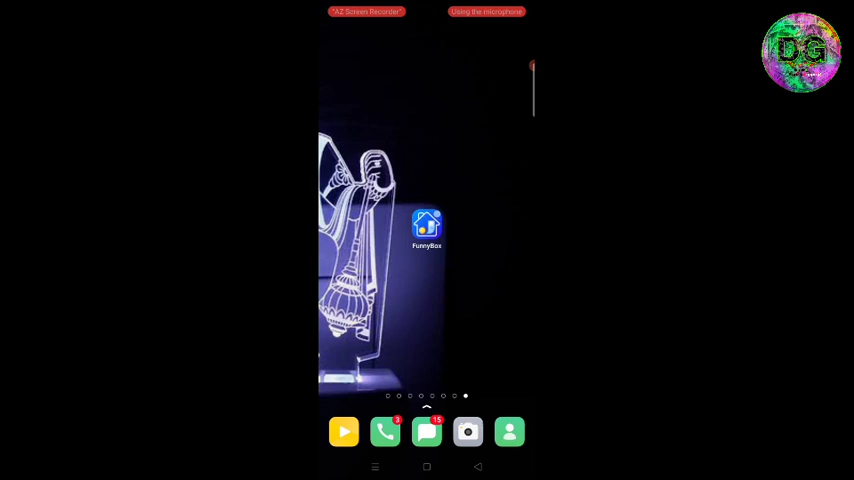 "AZ Screen Recorder"
Using the microphone
DG
FunnyBox
3
15